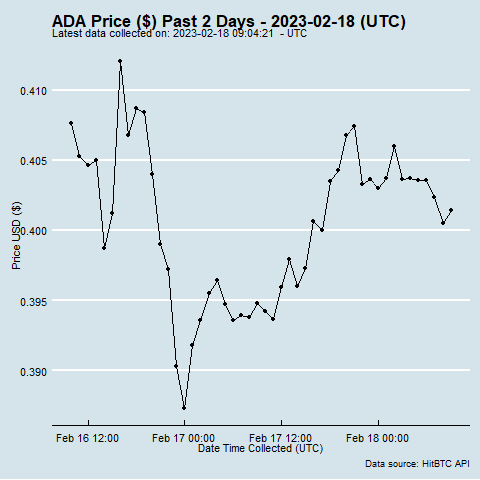 ADA Price ($) Past 2 Days - 2023-02-18 (UTC)
Latest data collected on: 2023-02-18 09:04:21 - UTC
0.410
0.405
0.400
0.395
0.390
Price USD ($)
Feb 16 12:00 Feb 17 00:00 Feb 17 12:00 Feb 18 00:00
Date Time Collected (UTC)
Data source: HitBTC API